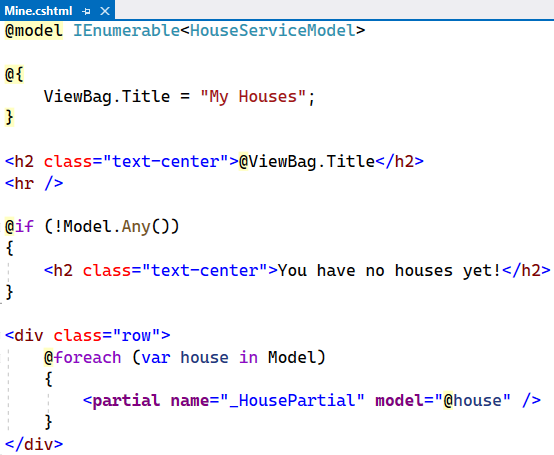 Mine.cshtml
@model IEnumerable<HouseServiceModel>
@{
    ViewBag.Title = "My Houses";
}
<h2 class="text-center">@ViewBag.Title</h2>
<hr />
@if (!Model.Any())
{
    <h2 class="text-center">You have no houses yet!</h2>
}
<div class="row">
    @foreach (var house in Model)
    {
        <partial name="_HousePartial" model="@house" />
    }
</div>